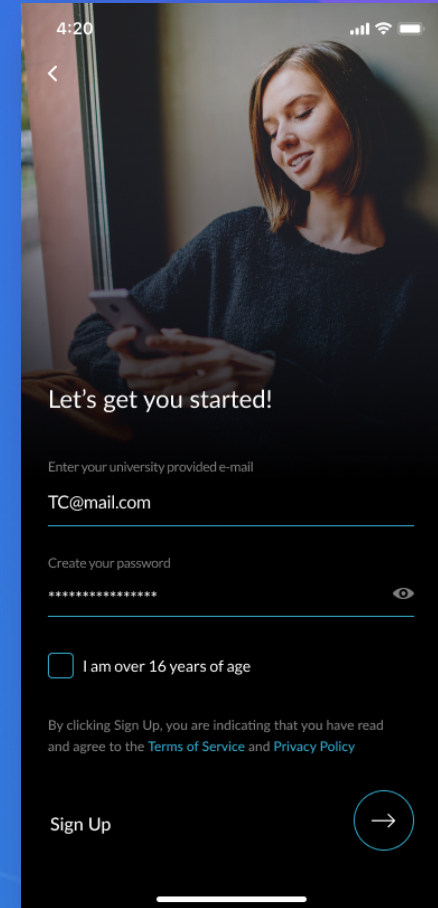 4:20
Let's get you started!
Enter your university provided e-mail
TC@mail.com
Create your password
****************
I am over 16 years of age
By clicking Sign Up, you are indicating that you have read
and agree to the Terms of Service and Privacy Policy
Sign Up